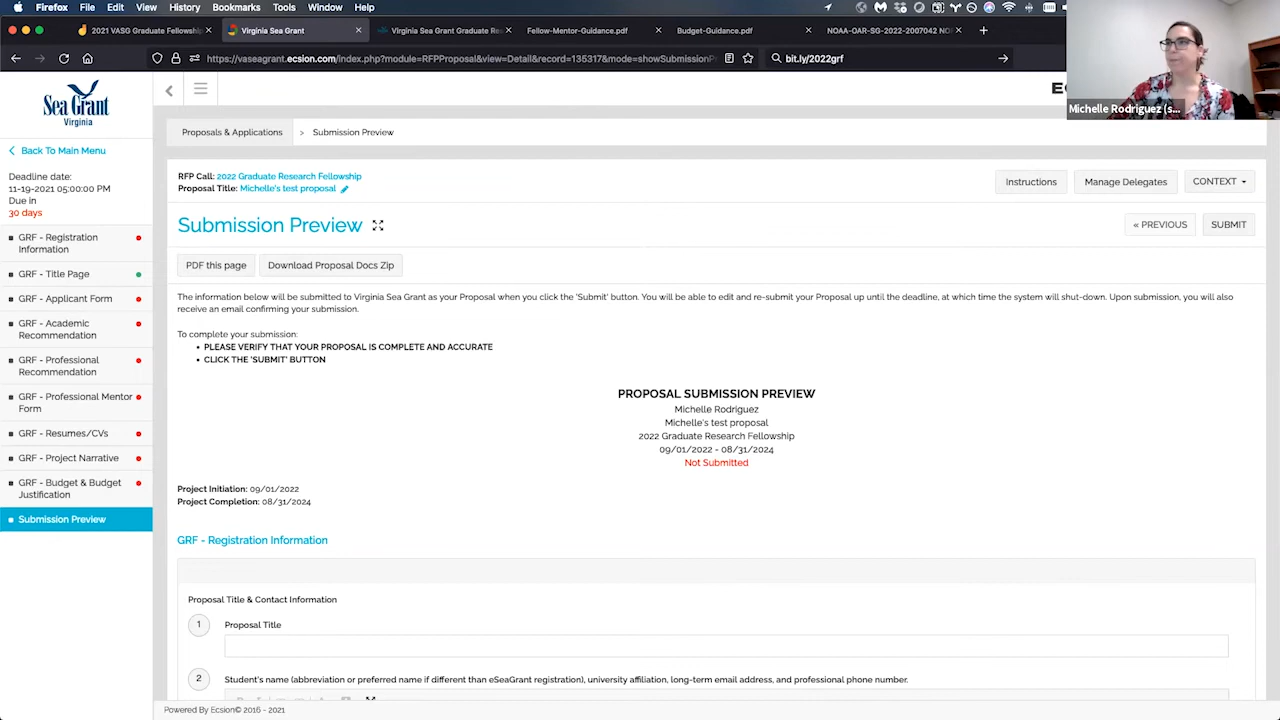 Firefox File Edit View History Bookmarks Tools Window Help
2021 VASG Graduate Fellowship
Virginia Sea Grant
Virginia Sea Grant Graduate Re
Fellow-Mentor-Guidance.pdf
Budget-Guidance.pdf
NOAA-OAR-SG-2022-2007042 NO
https://vaseagrant.ecsion.com/index.php?module=RFPProposal&view=Detail&record=135317&mode=showSubmissionP
bit.ly/2022grf
Michelle Rodriguez (s...
Sea Grant
Virginia
Back To Main Menu
Deadline date:
11-19-2021 05:00:00 PM
Due in
30 days
GRF - Registration
Information
GRF - Title Page
GRF - Applicant Form
GRF - Academic
Recommendation
GRF - Professional
Recommendation
GRF - Professional Mentor
Form
GRF - Resumes/CVs
GRF - Project Narrative
GRF - Budget & Budget
Justification
Submission Preview
Proposals & Applications > Submission Preview
RFP Call: 2022 Graduate Research Fellowship
Proposal Title: Michelle's test proposal
Instructions
Manage Delegates
CONTEXT
Submission Preview
« PREVIOUS
SUBMIT
PDF this page
Download Proposal Docs Zip
The information below will be submitted to Virginia Sea Grant as your Proposal when you click the 'Submit' button. You will be able to edit and re-submit your Proposal up until the deadline, at which time the system will shut-down. Upon submission, you will also
receive an email confirming your submission.
To complete your submission:
• PLEASE VERIFY THAT YOUR PROPOSAL IS COMPLETE AND ACCURATE
• CLICK THE 'SUBMIT' BUTTON
PROPOSAL SUBMISSION PREVIEW
Michelle Rodriguez
Michelle's test proposal
2022 Graduate Research Fellowship
09/01/2022 - 08/31/2024
Not Submitted
Project Initiation: 09/01/2022
Project Completion: 08/31/2024
GRF - Registration Information
Proposal Title & Contact Information
1 Proposal Title
2 Student's name (abbreviation or preferred name if different than eSeaGrant registration), university affiliation, long-term email address, and professional phone number.
Powered By Ecsion© 2016 - 2021